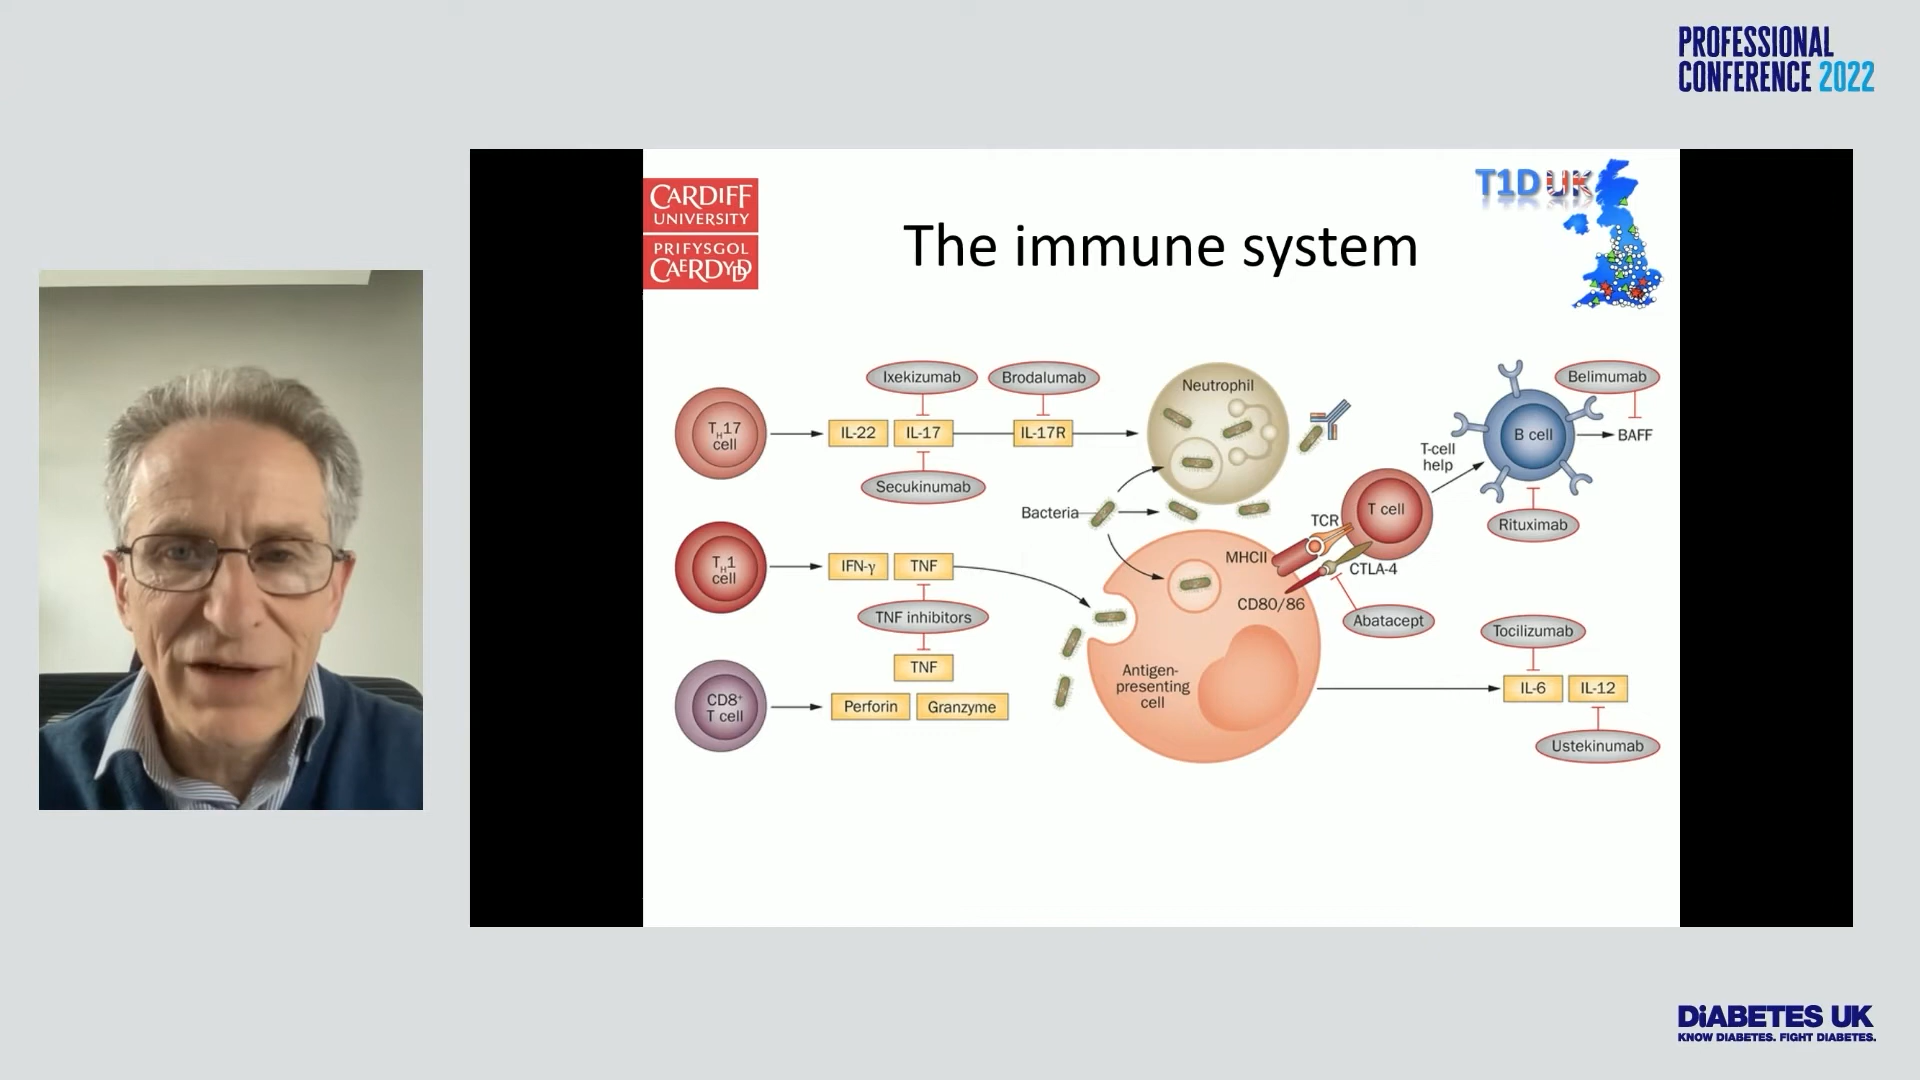 PROFESSIONAL
CONFERENCE 2022
CARDIFF
UNIVERSITY
PRIFYSGOL
CAERDYDD
T1D UK
The immune system
Ixekizumab
Brodalumab
Neutrophil
Belimumab
TH17
cell
IL-22
IL-17
IL-17R
B cell
BAFF
T-cell
help
Secukinumab
Bacteria
TCR
T cell
Rituximab
TH1
cell
IFN-γ
TNF
MHCII
CTLA-4
CD80/86
TNF inhibitors
Abatacept
Tocilizumab
TNF
Antigen-
presenting
cell
IL-6
IL-12
CD8+
T cell
Perforin
Granzyme
Ustekinumab
DiABETES UK
KNOW DIABETES. FIGHT DIABETES.